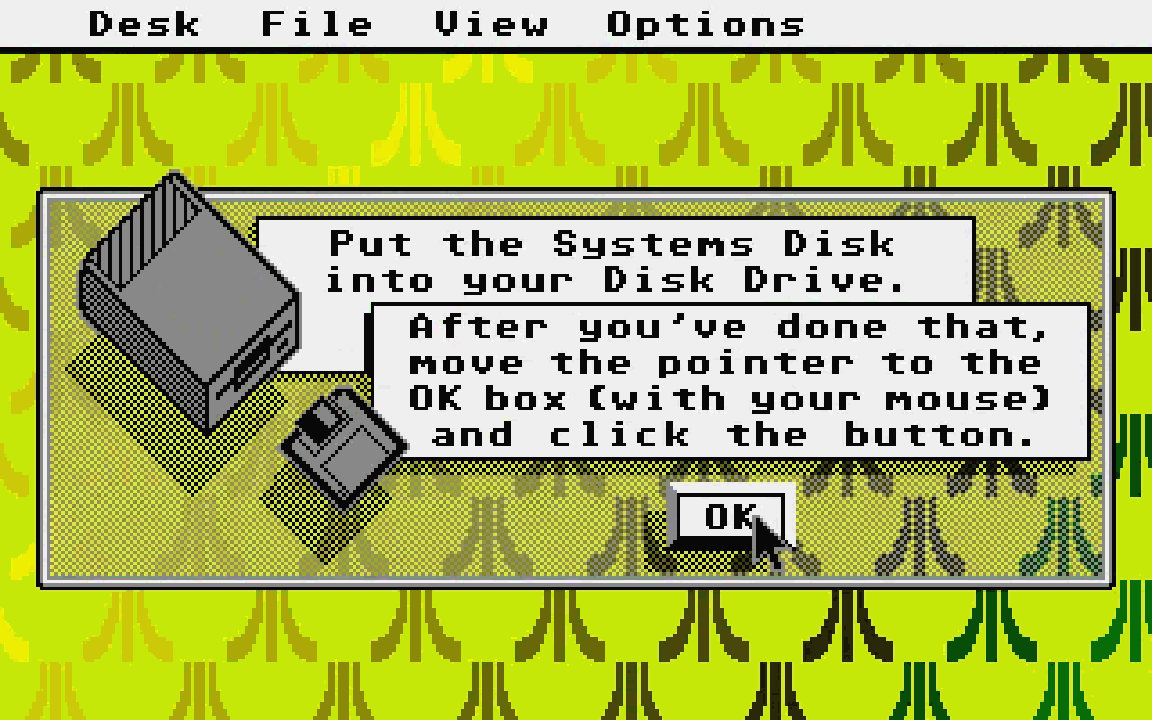 Desk File View Options
Put the Systems Disk
into your Disk Drive.
After you've done that,
move the pointer to the
OK box (with your mouse)
and click the button.
OK